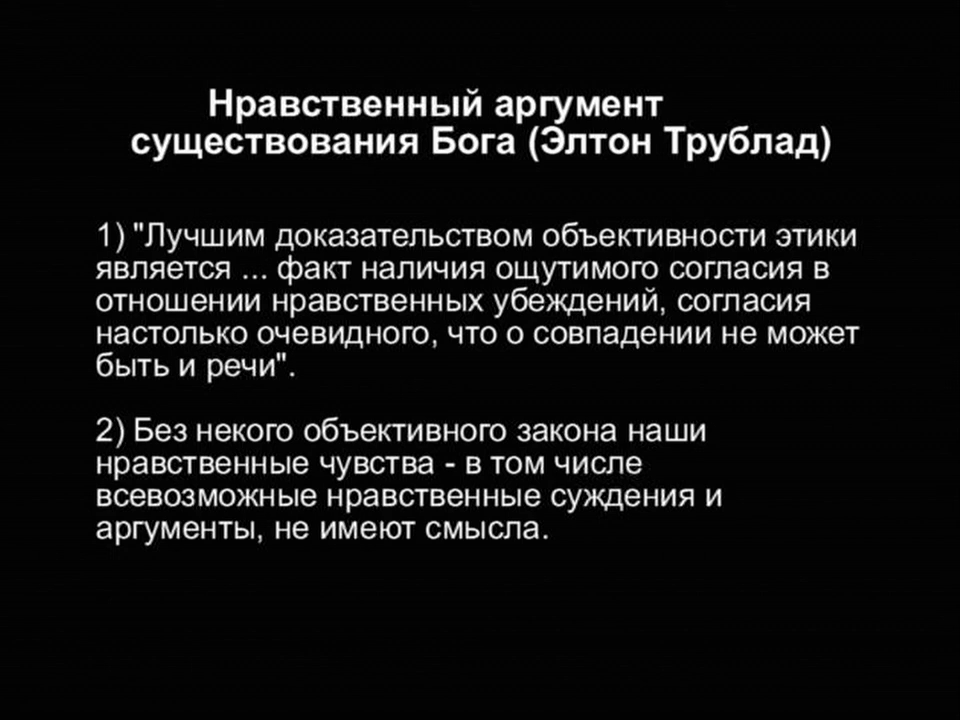 Нравственный аргумент
существования Бога (Элтон Трублад)
1) "Лучшим доказательством объективности этики
является ... факт наличия ощутимого согласия в
отношении нравственных убеждений, согласия
настолько очевидного, что о совпадении не может
быть и речи".
2) Без некого объективного закона наши
нравственные чувства - в том числе
всевозможные нравственные суждения и
аргументы, не имеют смысла.